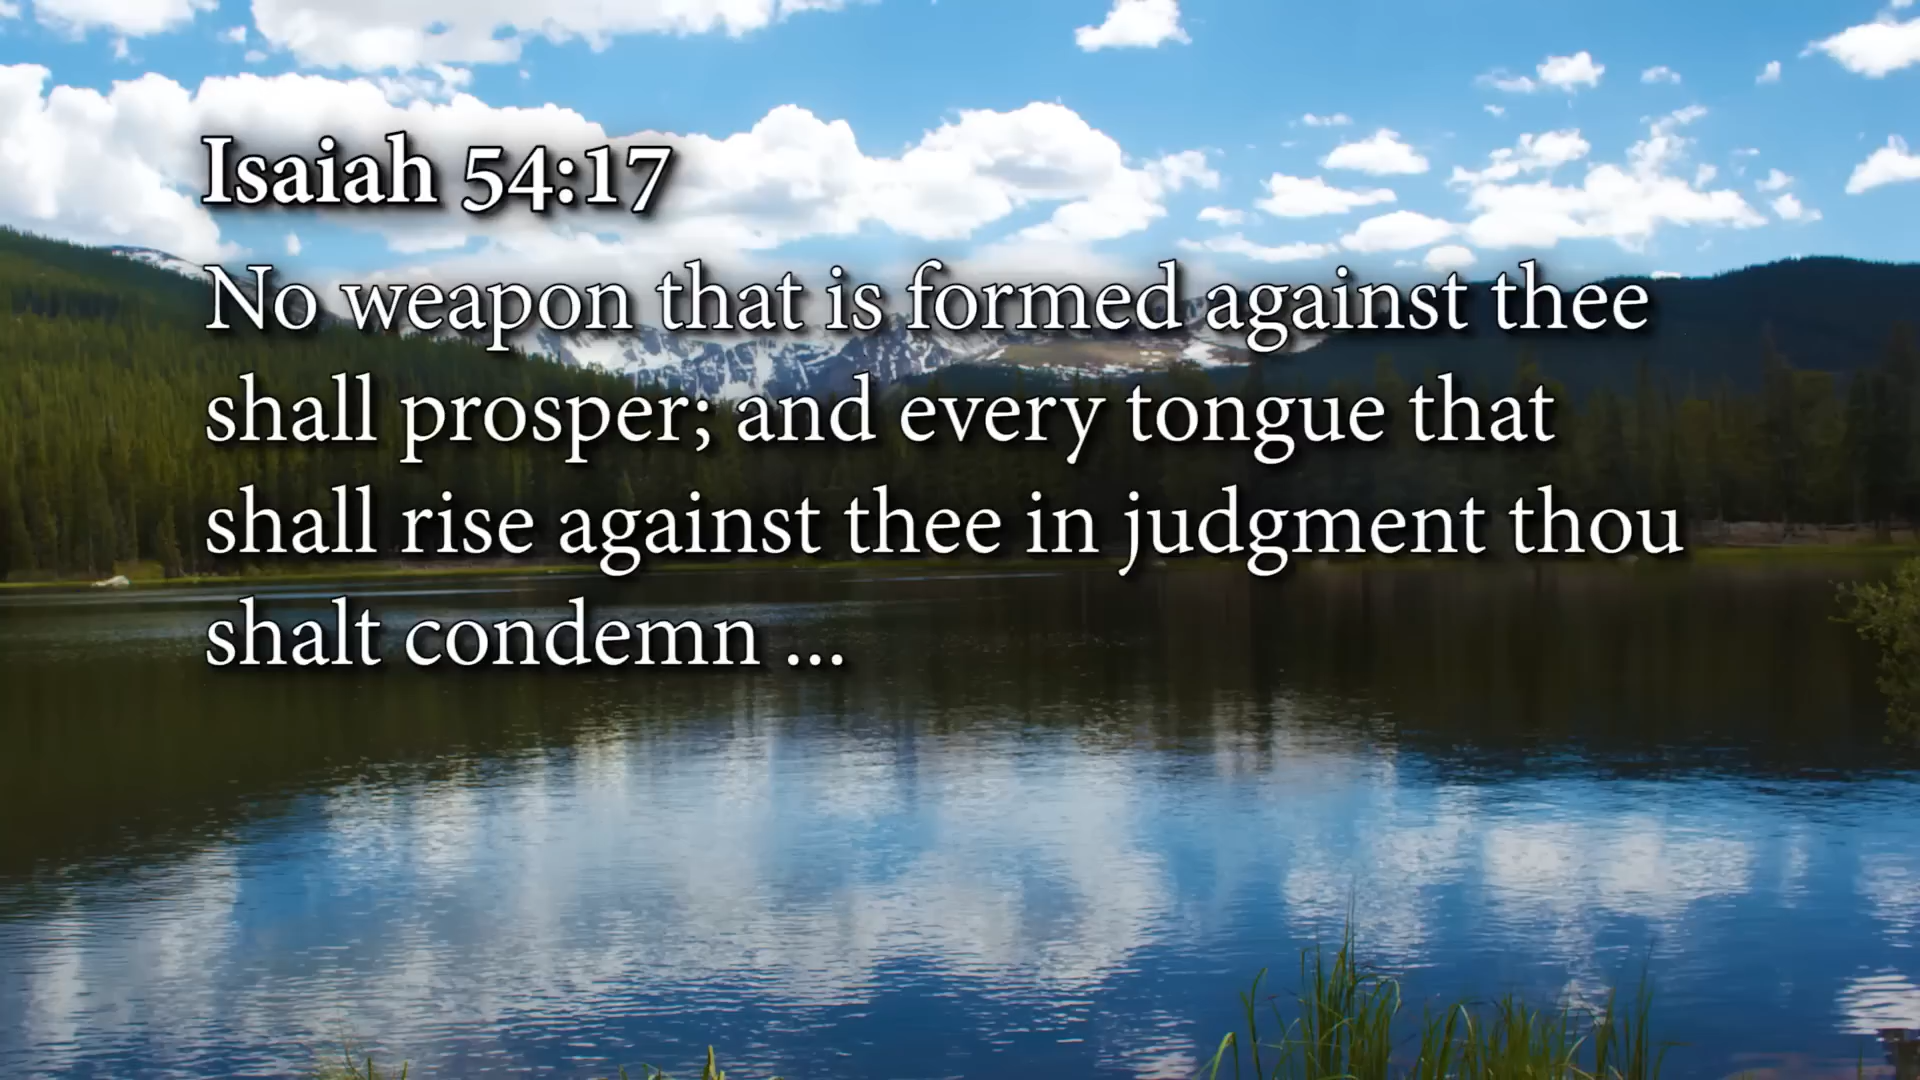 Isaiah 54:17
No weapon that is formed against thee
shall prosper; and every tongue that
shall rise against thee in judgment thou
shalt condemn ...